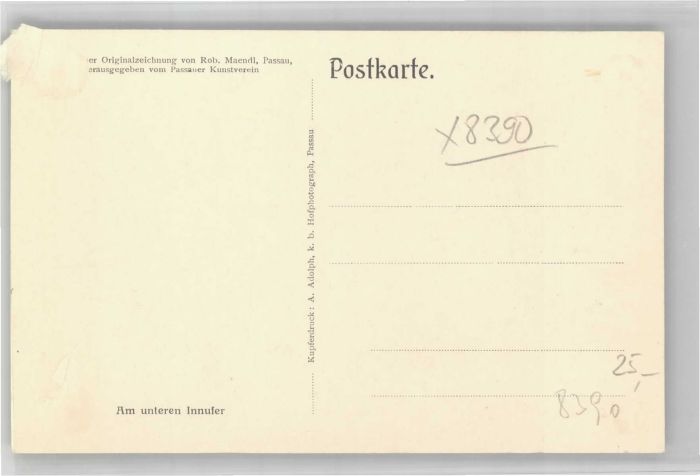 er Originalzeichnung von Rob. Maendl, Passau,
erausgegeben vom Passauer Kunstverein
Postkarte.
X8390
Kupferdruck: A. Adolph, k. b. Hofphotograph, Passau
25,–
8390
Am unteren Innufer